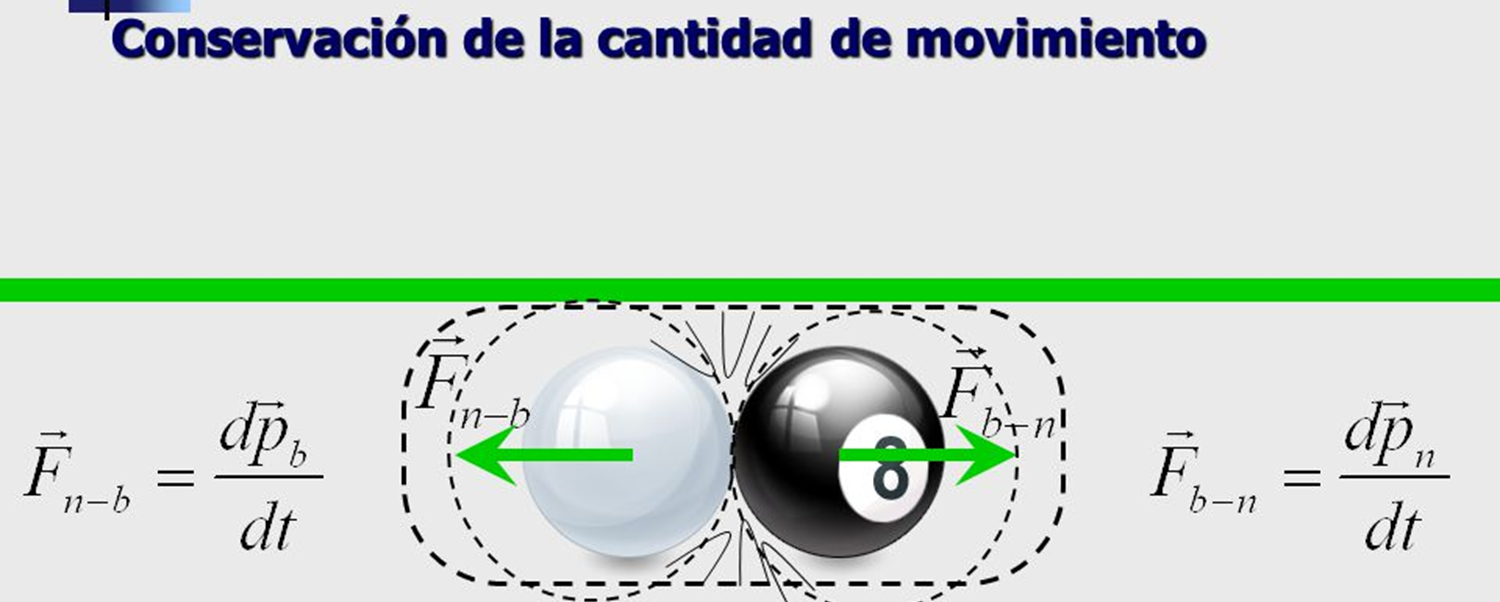 Conservación de la cantidad de movimiento
F⃗ₙ₋b = dp⃗b / dt
F⃗ₙ₋b
8
F⃗b₋ₙ
F⃗b₋ₙ = dp⃗ₙ / dt